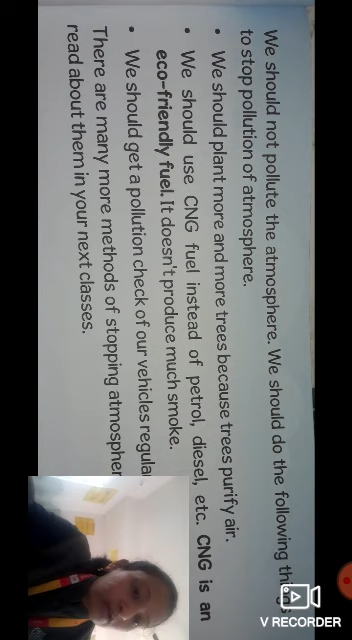 We should not pollute the atmosphere. We should do the following things
to stop pollution of atmosphere.
• We should plant more and more trees because trees purify air.
• We should use CNG fuel instead of petrol, diesel, etc. CNG is an
eco-friendly fuel. It doesn't produce much smoke.
• We should get a pollution check of our vehicles
There are many more methods of stopping
read about them in your next classes.
V RECORDER